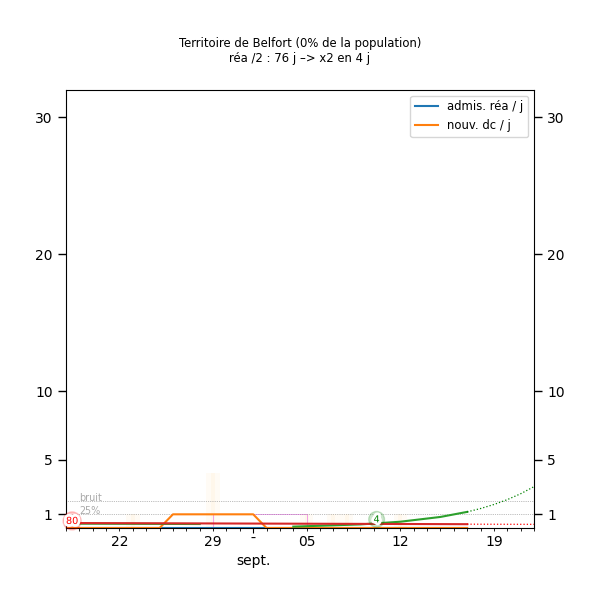 Territoire de Belfort (0% de la population)
réa /2 : 76 j –> x2 en 4 j
admis. réa / j
nouv. dc / j
30 30
20 20
10 10
5 5
bruit
25%
1 1
80
4
22 29 - 05 12 19
sept.